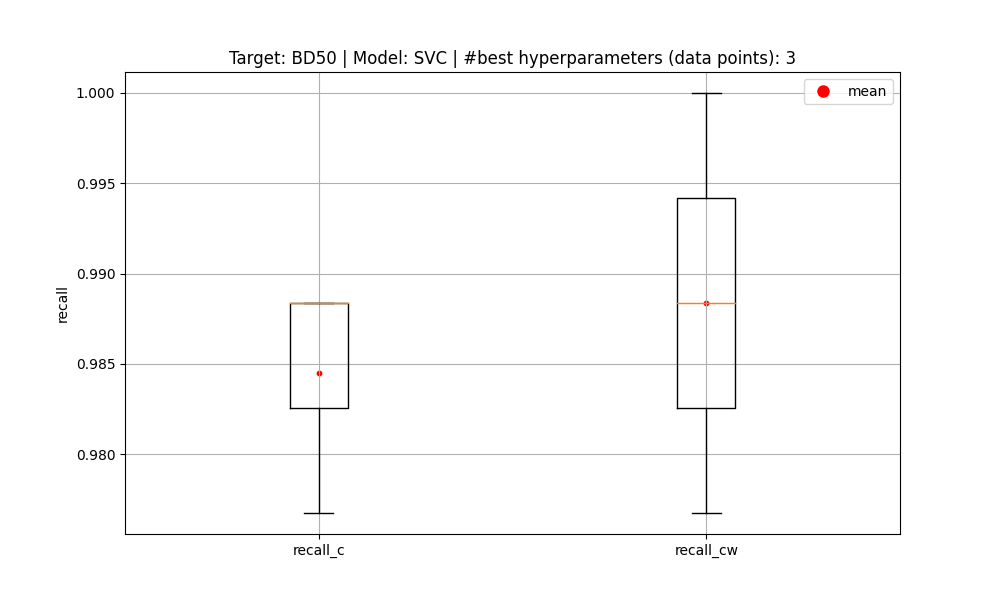 Target: BD50 | Model: SVC | #best hyperparameters (data points): 3
mean
1.000
0.995
0.990
0.985
0.980
recall
recall_c
recall_cw